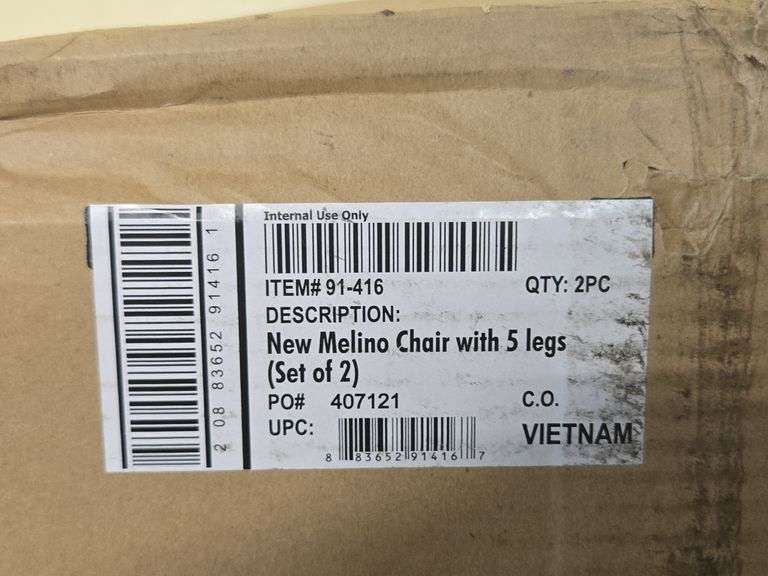 2 08 83652 91416 1
Internal Use Only
ITEM# 91-416 QTY: 2PC
DESCRIPTION:
New Melino Chair with 5 legs
(Set of 2)
PO# 407121 C.O.
UPC: VIETNAM
8 83652 91416 7